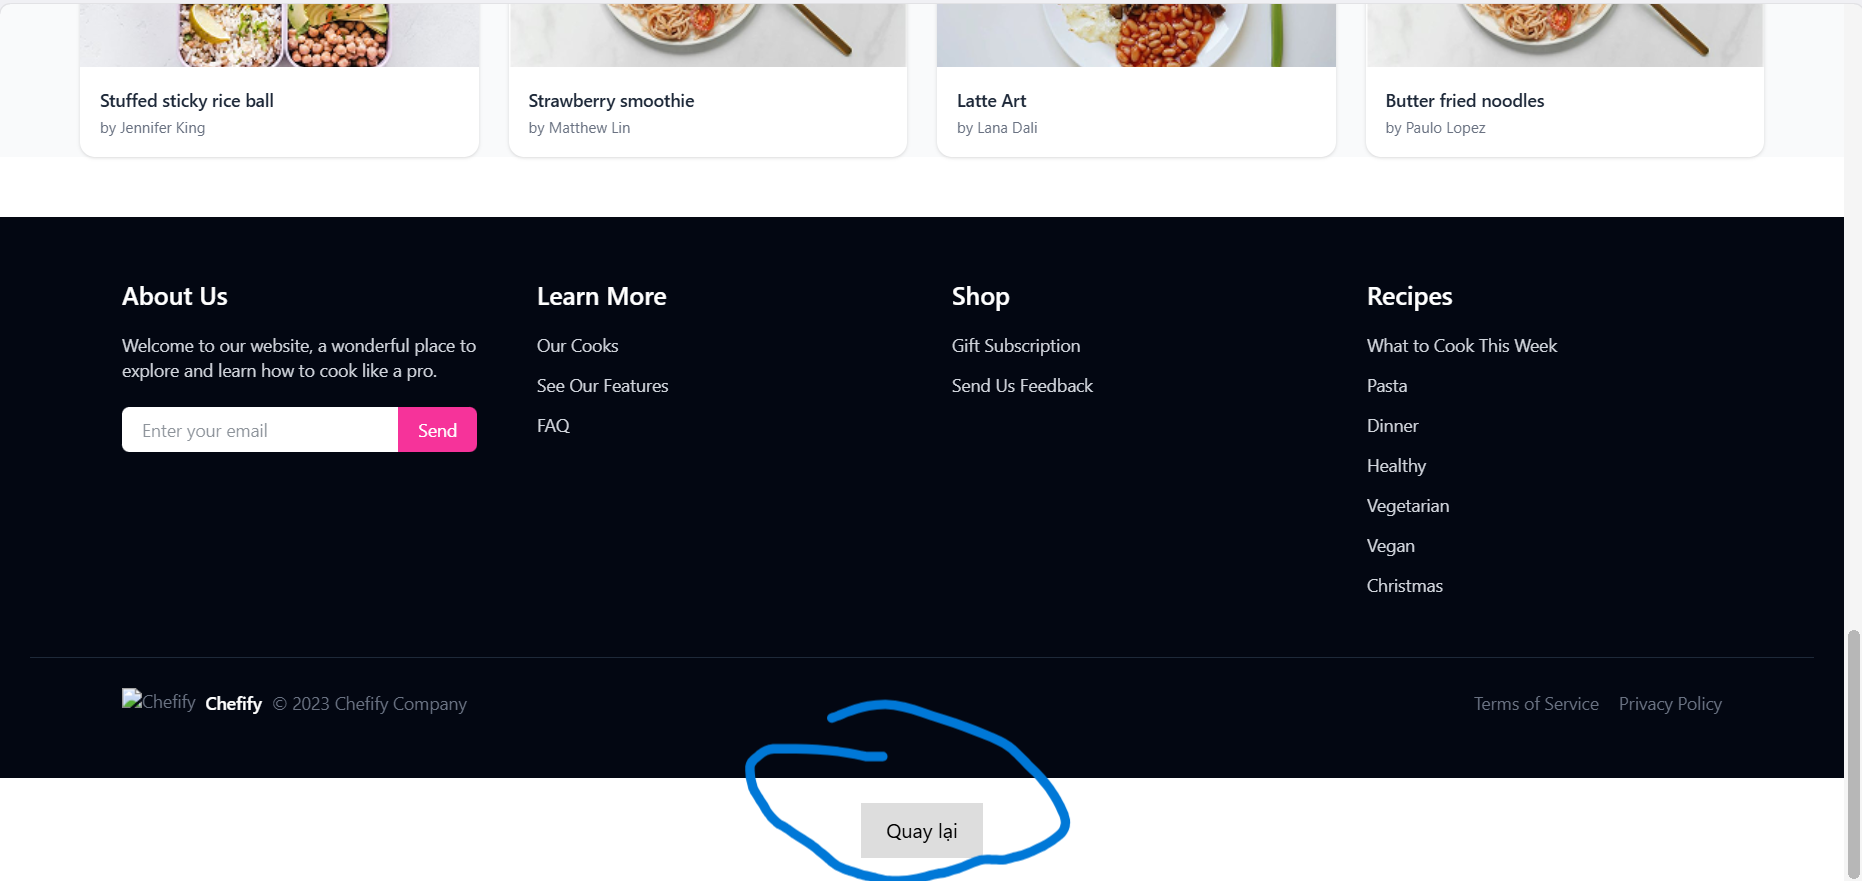 Stuffed sticky rice ball
by Jennifer King
Strawberry smoothie
by Matthew Lin
Latte Art
by Lana Dali
Butter fried noodles
by Paulo Lopez
About Us
Welcome to our website, a wonderful place to
explore and learn how to cook like a pro.
Enter your email
Send
Learn More
Our Cooks
See Our Features
FAQ
Shop
Gift Subscription
Send Us Feedback
Recipes
What to Cook This Week
Pasta
Dinner
Healthy
Vegetarian
Vegan
Christmas
Chefify Chefify © 2023 Chefify Company
Terms of Service Privacy Policy
Quay lại